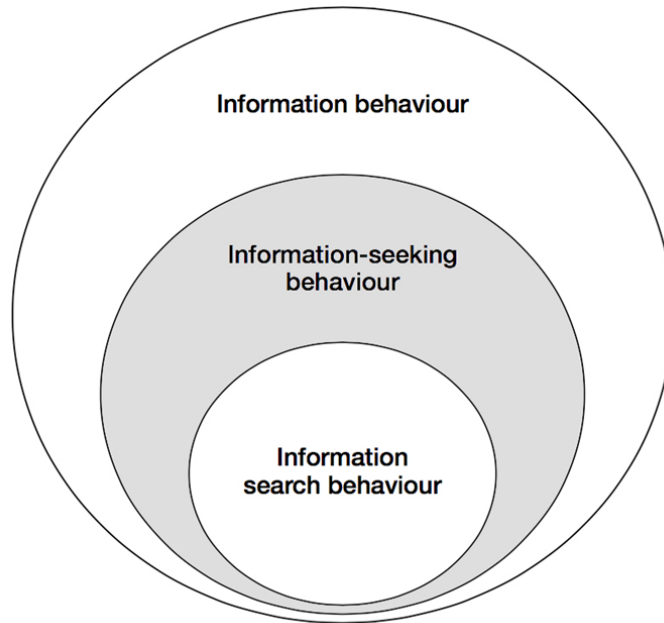 Information behaviour
Information-seeking
behaviour
Information
search behaviour